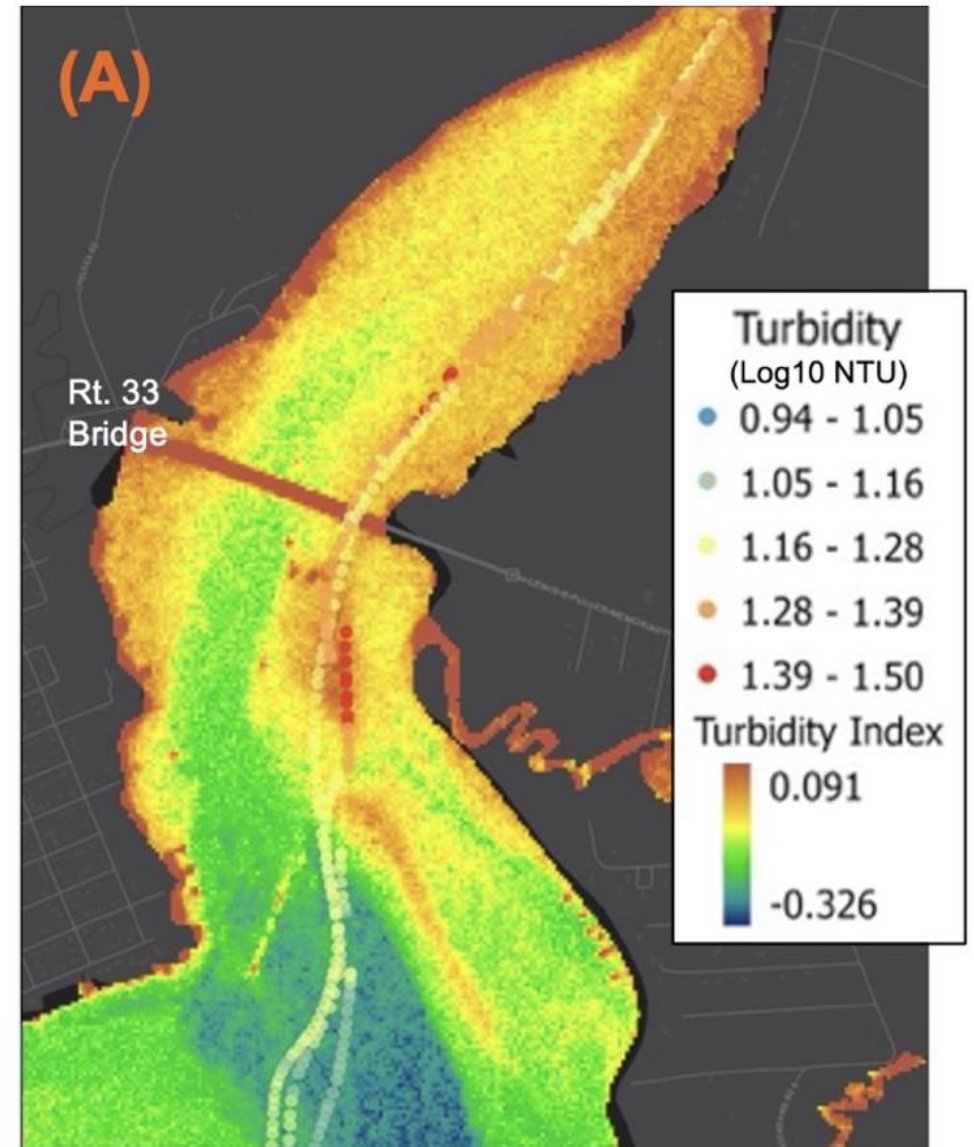 (A)
Rt. 33
Bridge
Turbidity
(Log10 NTU)
0.94 - 1.05
1.05 - 1.16
1.16 - 1.28
1.28 - 1.39
1.39 - 1.50
Turbidity Index
0.091
-0.326